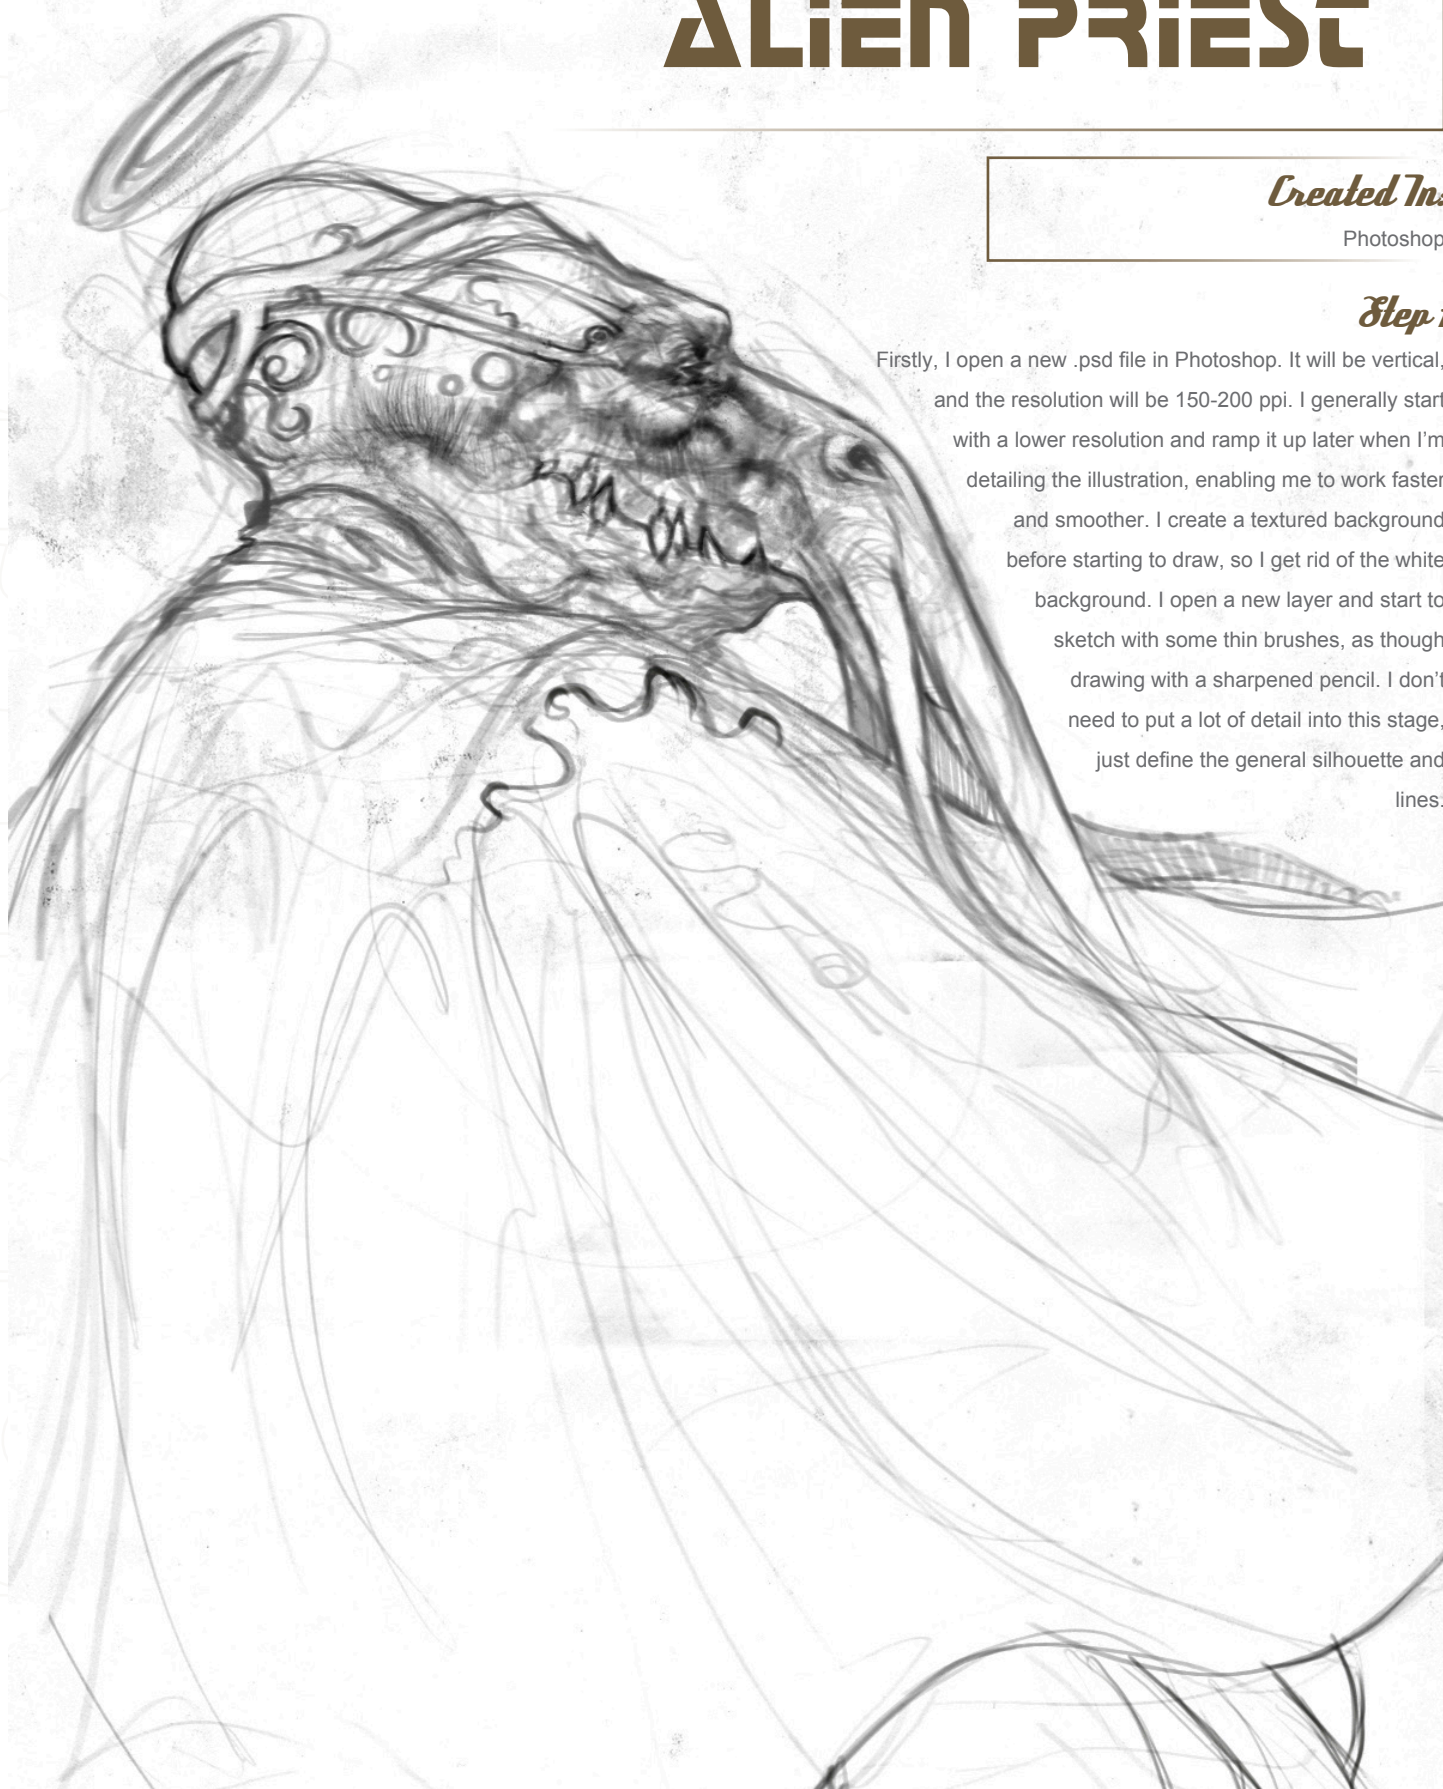 ALIEN PRIEST
Created In:
Photoshop
Step 1
Firstly, I open a new .psd file in Photoshop. It will be vertical,
and the resolution will be 150-200 ppi. I generally start
with a lower resolution and ramp it up later when I'm
detailing the illustration, enabling me to work faster
and smoother. I create a textured background
before starting to draw, so I get rid of the white
background. I open a new layer and start to
sketch with some thin brushes, as though
drawing with a sharpened pencil. I don't
need to put a lot of detail into this stage,
just define the general silhouette and
lines.